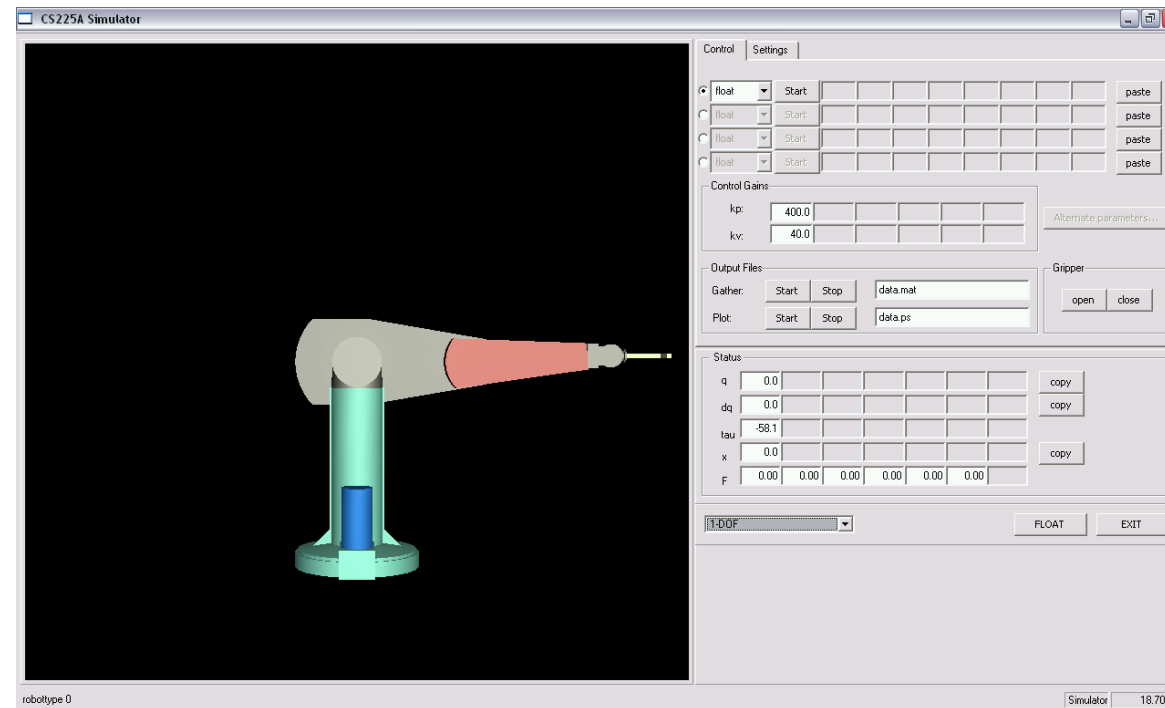 CS225A Simulator
Control Settings
float Start paste
float Start paste
float Start paste
float Start paste
Control Gains
kp: 400.0
Alternate parameters...
kv: 40.0
Output Files
Gripper
Gather: Start Stop data.mat
open close
Plot: Start Stop data.ps
Status
q 0.0 copy
dq 0.0 copy
tau -58.1
x 0.0 copy
F 0.00 0.00 0.00 0.00 0.00 0.00
1-DOF FLOAT EXIT
robottype 0 Simulator 18.70